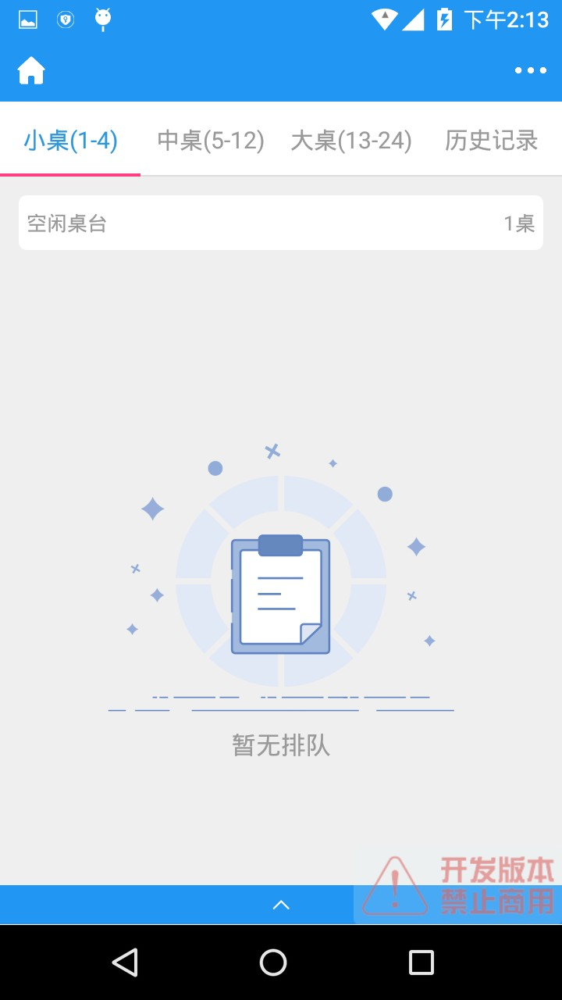 下午2:13
小桌(1-4) 中桌(5-12) 大桌(13-24) 历史记录
空闲桌台 1桌
暂无排队
开发版本
禁止商用